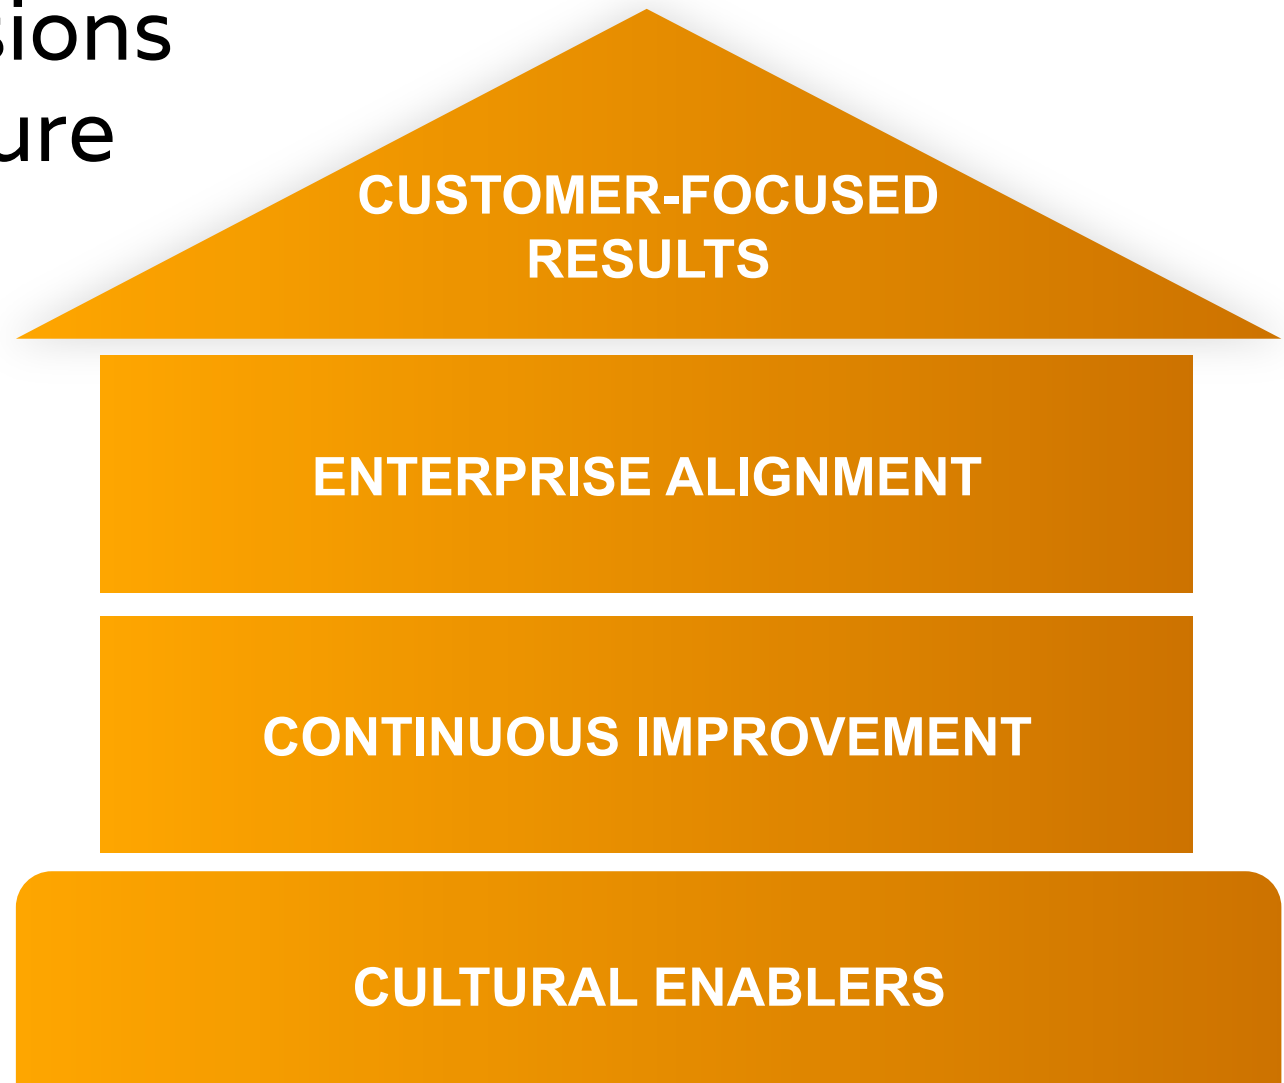 sions
ure
CUSTOMER-FOCUSED
RESULTS
ENTERPRISE ALIGNMENT
CONTINUOUS IMPROVEMENT
CULTURAL ENABLERS